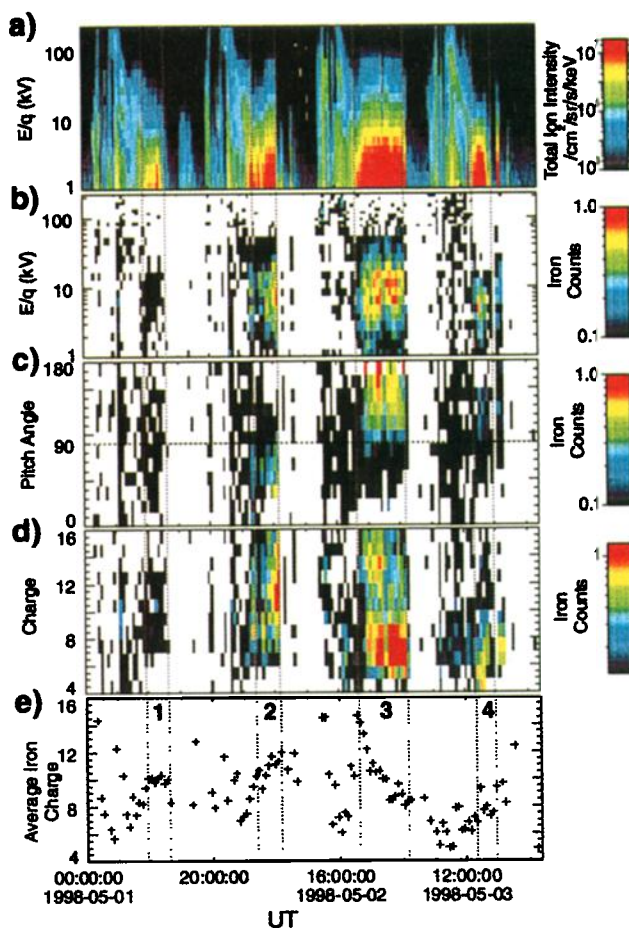 a)
100
10
1
E/q (kV)
Total Ion Intensity
/cm²/sr/s/keV
b)
100
10
1
E/q (kV)
1.0
0.1
Iron
Counts
c)
180
90
0
Pitch Angle
1.0
0.1
Iron
Counts
d)
16
12
8
4
Charge
1
Iron
Counts
e)
16
12
8
4
Average Iron
Charge
1
2
3
4
00:00:00 20:00:00 16:00:00 12:00:00
1998-05-01 1998-05-02 1998-05-03
UT